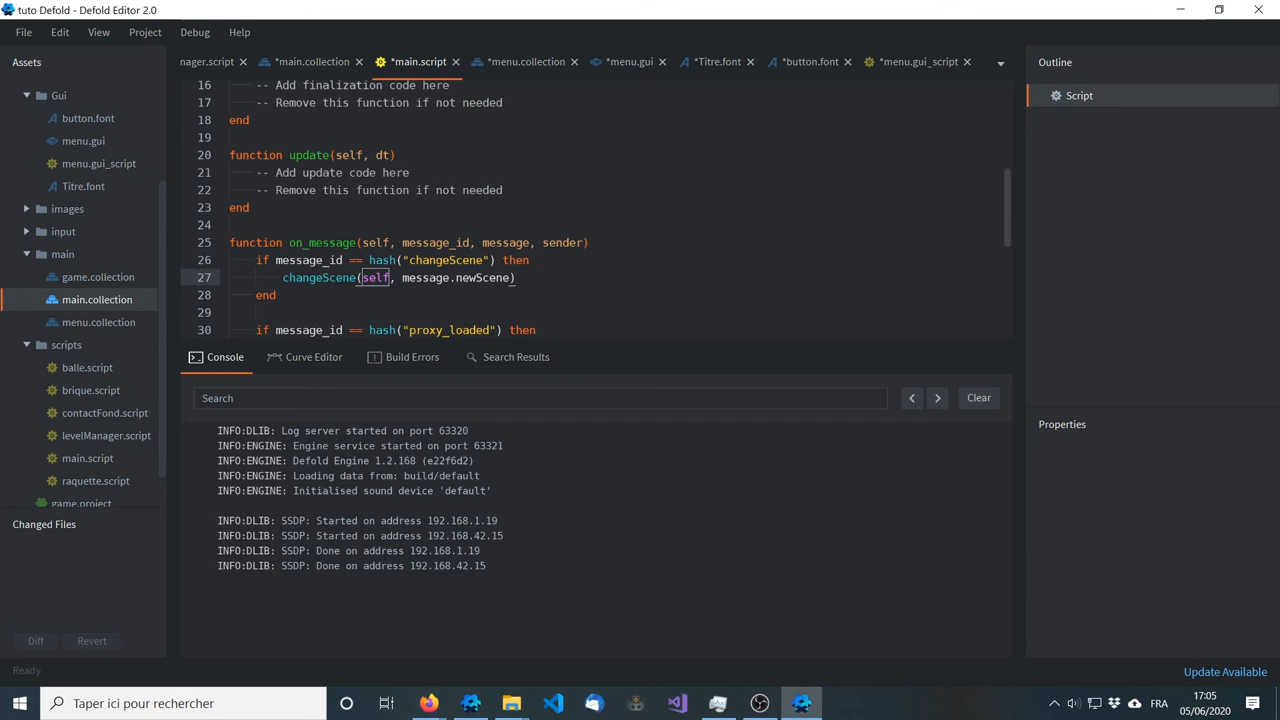 tuto Defold - Defold Editor 2.0
File Edit View Project Debug Help
Assets
Gui
button.font
menu.gui
menu.gui_script
Titre.font
images
input
main
game.collection
main.collection
menu.collection
scripts
balle.script
brique.script
contactFond.script
levelManager.script
main.script
raquette.script
game.project
Changed Files
Diff Revert
Ready
nager.script *main.collection *main.script *menu.collection *menu.gui *Titre.font *button.font *menu.gui_script
16 -- Add finalization code here
17 -- Remove this function if not needed
18 end
19
20 function update(self, dt)
21 -- Add update code here
22 -- Remove this function if not needed
23 end
24
25 function on_message(self, message_id, message, sender)
26 if message_id == hash("changeScene") then
27 changeScene(self, message.newScene)
28 end
29
30 if message_id == hash("proxy_loaded") then
Console Curve Editor Build Errors Search Results
Search Clear
INFO:DLIB: Log server started on port 63320
INFO:ENGINE: Engine service started on port 63321
INFO:ENGINE: Defold Engine 1.2.168 (e22f6d2)
INFO:ENGINE: Loading data from: build/default
INFO:ENGINE: Initialised sound device 'default'
INFO:DLIB: SSDP: Started on address 192.168.1.19
INFO:DLIB: SSDP: Started on address 192.168.42.15
INFO:DLIB: SSDP: Done on address 192.168.1.19
INFO:DLIB: SSDP: Done on address 192.168.42.15
Outline
Script
Properties
Update Available
Taper ici pour rechercher
FRA
17:05
05/06/2020